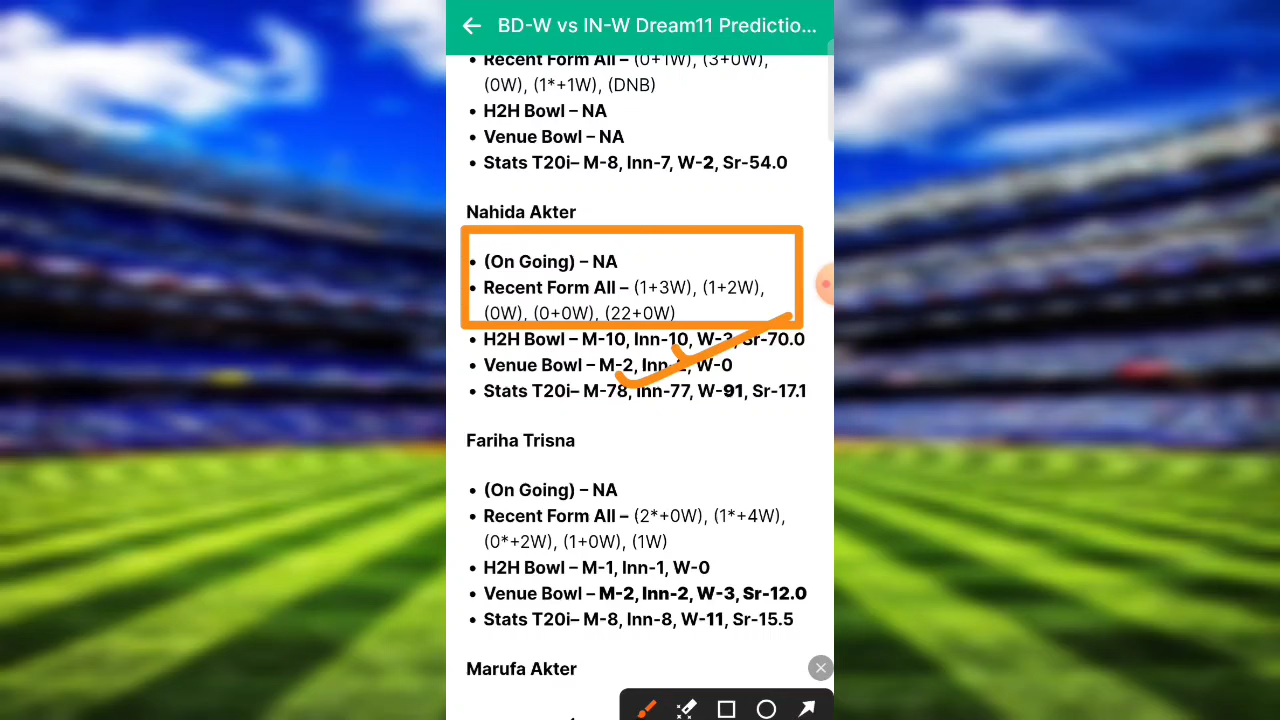 BD-W vs IN-W Dream11 Predictio...
• Recent Form All – (0+1W), (3+0W),
(0W), (1*+1W), (DNB)
• H2H Bowl – NA
• Venue Bowl – NA
• Stats T20i– M-8, Inn-7, W-2, Sr-54.0
Nahida Akter
• (On Going) – NA
• Recent Form All – (1+3W), (1+2W),
(0W), (0+0W), (22+0W)
• H2H Bowl – M-10, Inn-10, W-3, Sr-70.0
• Venue Bowl – M-2, Inn-2, W-0
• Stats T20i– M-78, Inn-77, W-91, Sr-17.1
Fariha Trisna
• (On Going) – NA
• Recent Form All – (2*+0W), (1*+4W),
(0*+2W), (1+0W), (1W)
• H2H Bowl – M-1, Inn-1, W-0
• Venue Bowl – M-2, Inn-2, W-3, Sr-12.0
• Stats T20i– M-8, Inn-8, W-11, Sr-15.5
Marufa Akter